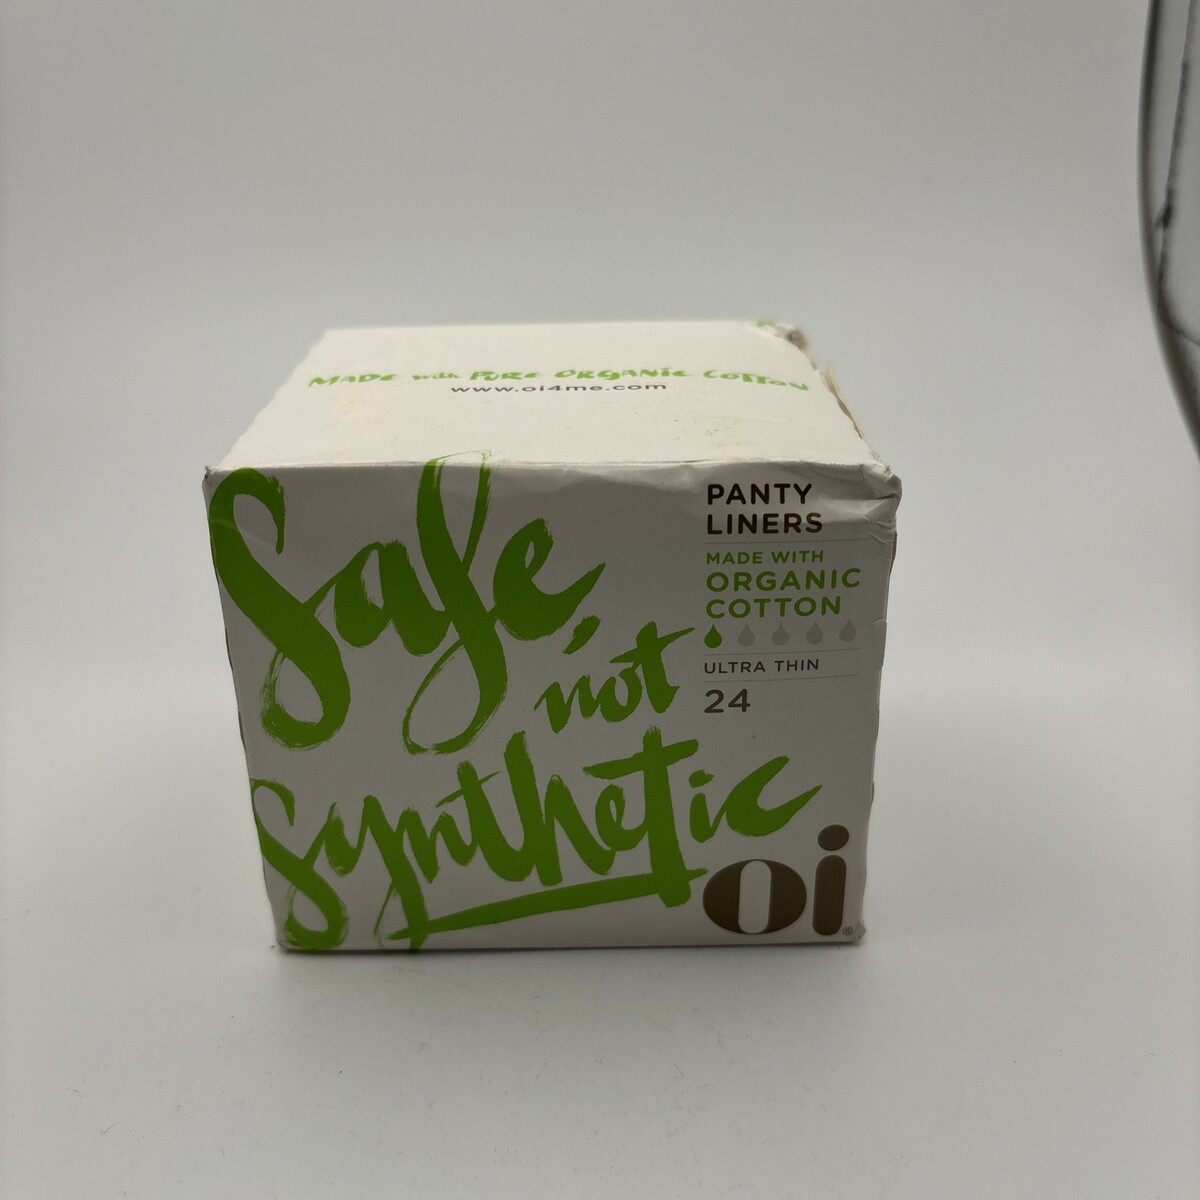 MADE with PURE ORGANIC COTTON
www.oi4me.com
Safe,
not
Synthetic
PANTY
LINERS
MADE WITH
ORGANIC
COTTON
ULTRA THIN
24
oi®